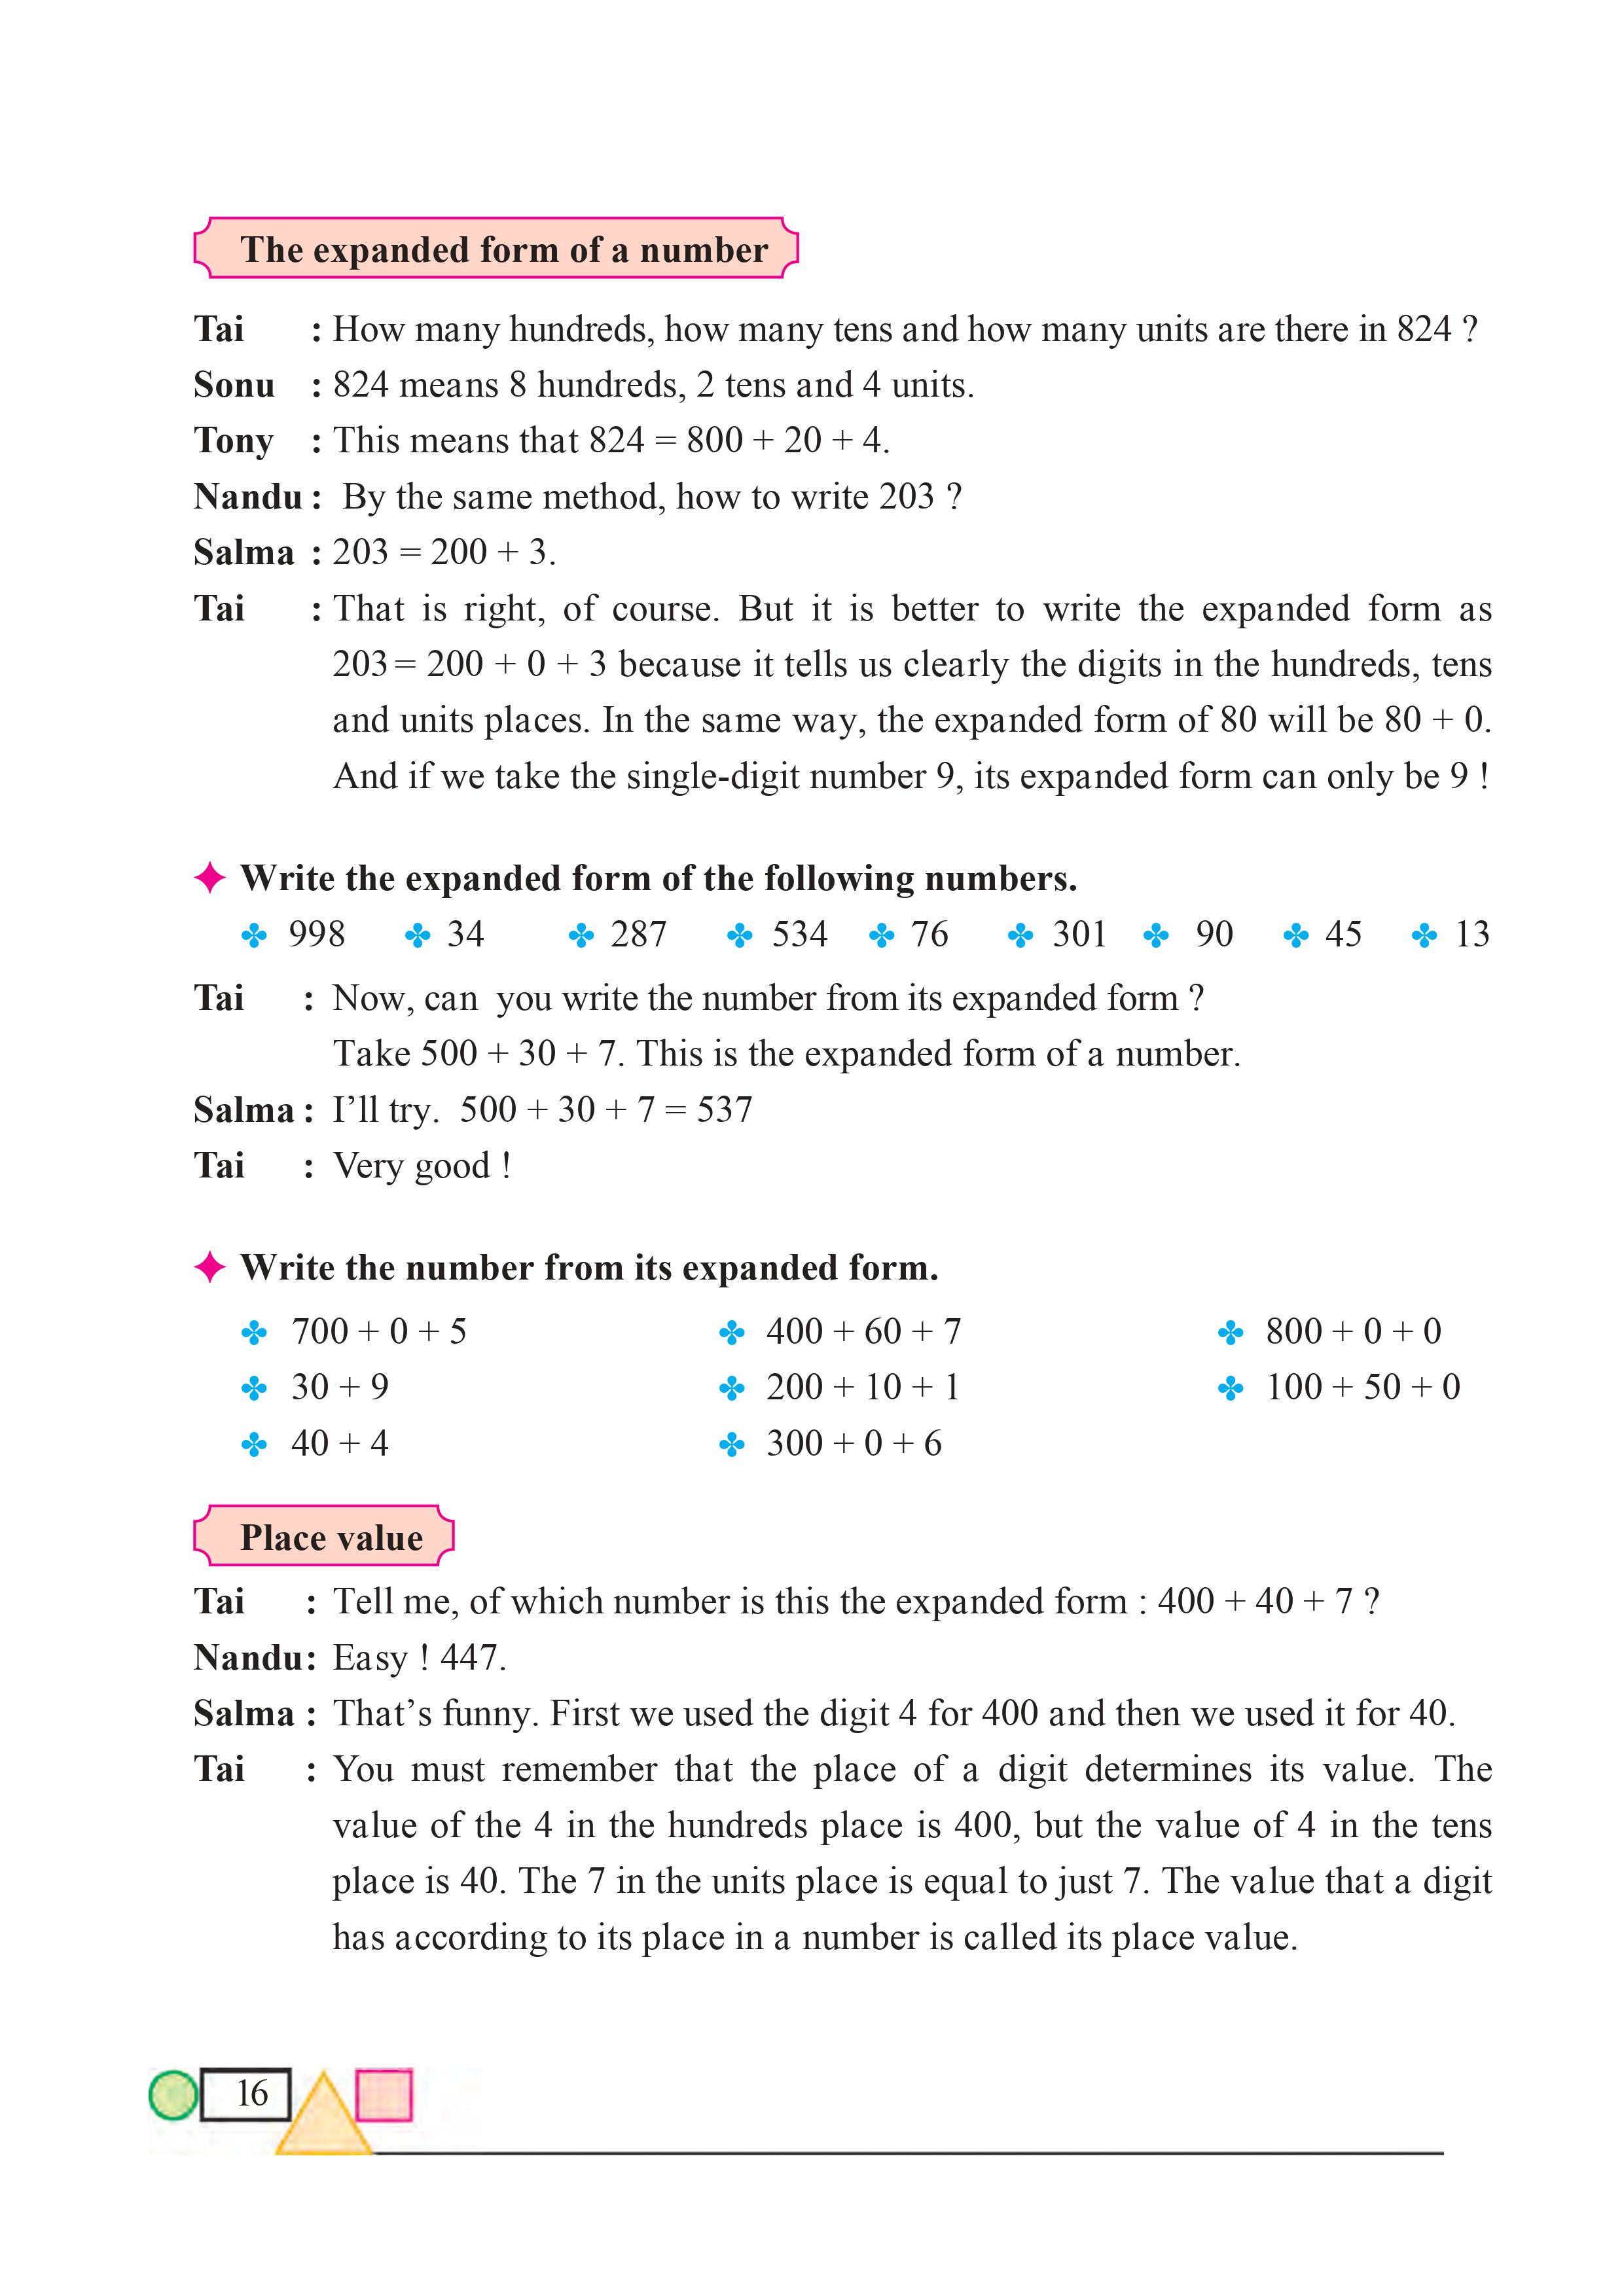 The expanded form of a number
Tai : How many hundreds, how many tens and how many units are there in 824 ?
Sonu : 824 means 8 hundreds, 2 tens and 4 units.
Tony : This means that 824 = 800 + 20 + 4.
Nandu : By the same method, how to write 203 ?
Salma : 203 = 200 + 3.
Tai : That is right, of course. But it is better to write the expanded form as
203 = 200 + 0 + 3 because it tells us clearly the digits in the hundreds, tens
and units places. In the same way, the expanded form of 80 will be 80 + 0.
And if we take the single-digit number 9, its expanded form can only be 9 !
Write the expanded form of the following numbers.
998 34 287 534 76 301 90 45 13
Tai : Now, can you write the number from its expanded form ?
Take 500 + 30 + 7. This is the expanded form of a number.
Salma : I’ll try. 500 + 30 + 7 = 537
Tai : Very good !
Write the number from its expanded form.
700 + 0 + 5 400 + 60 + 7 800 + 0 + 0
30 + 9 200 + 10 + 1 100 + 50 + 0
40 + 4 300 + 0 + 6
Place value
Tai : Tell me, of which number is this the expanded form : 400 + 40 + 7 ?
Nandu : Easy ! 447.
Salma : That’s funny. First we used the digit 4 for 400 and then we used it for 40.
Tai : You must remember that the place of a digit determines its value. The
value of the 4 in the hundreds place is 400, but the value of 4 in the tens
place is 40. The 7 in the units place is equal to just 7. The value that a digit
has according to its place in a number is called its place value.
16